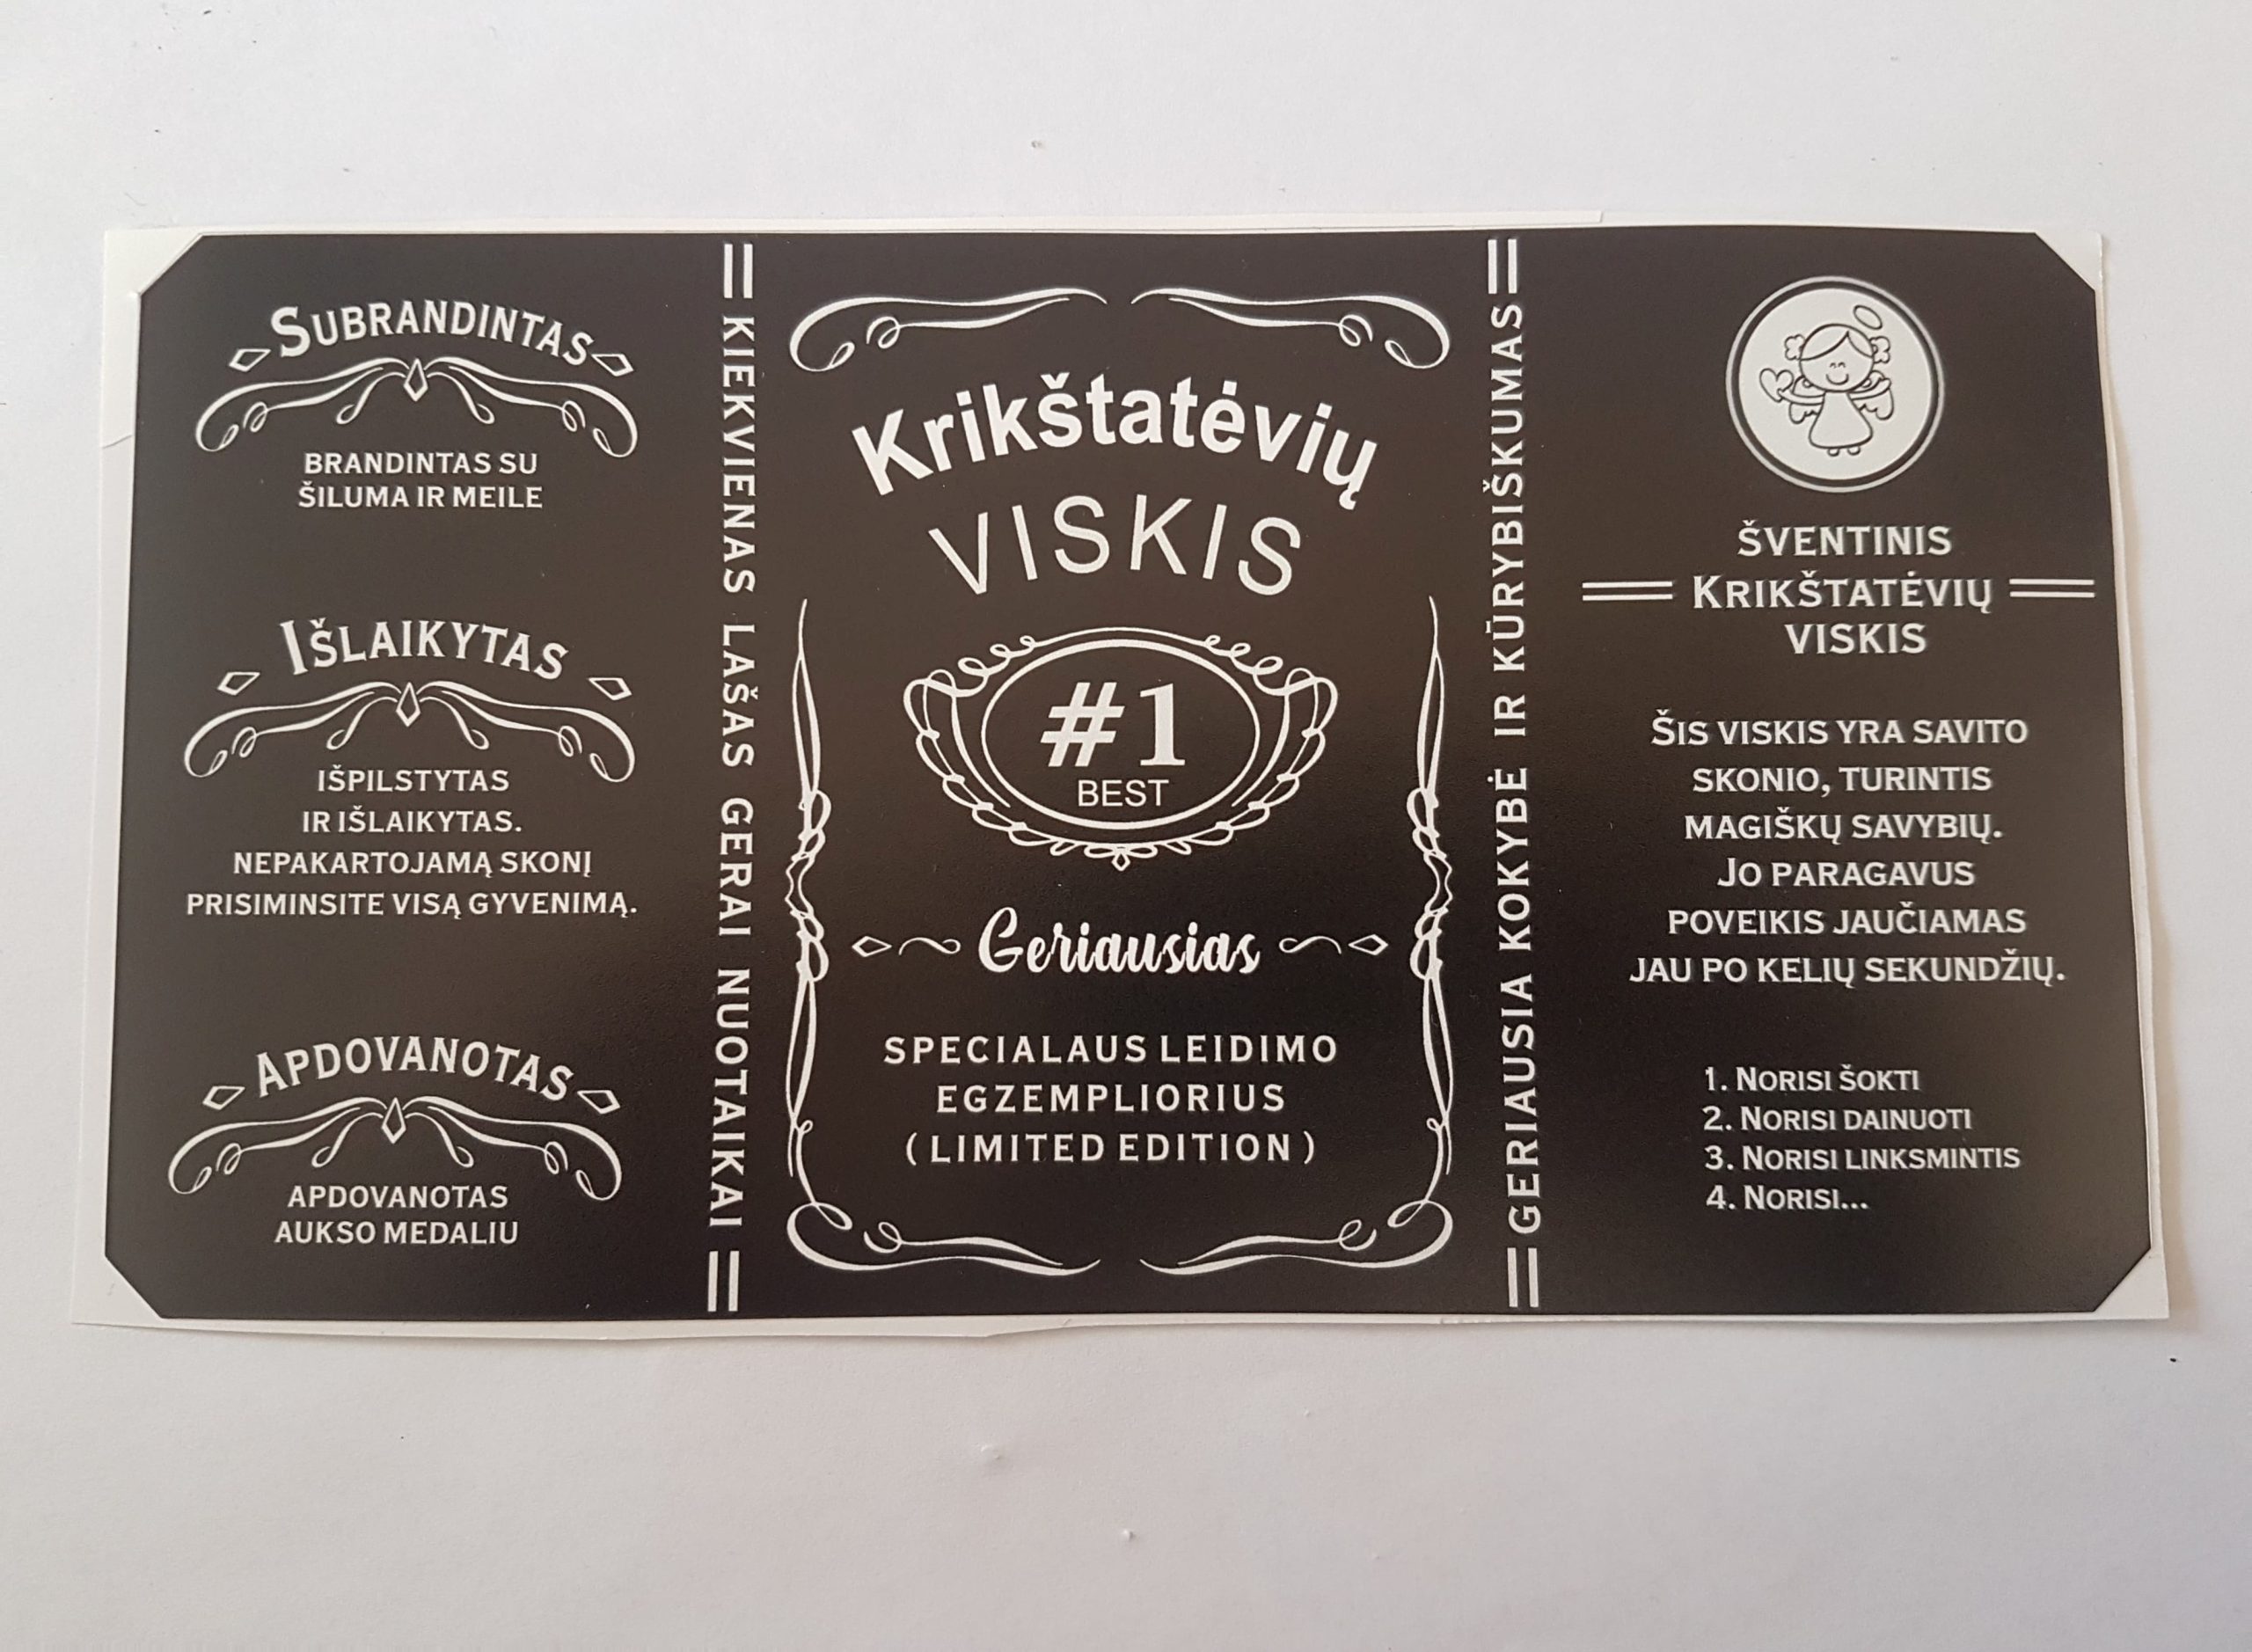 SUBRANDINTAS
BRANDINTAS SU
ŠILUMA IR MEILE
IŠLAIKYTAS
IŠPILSTYTAS
IR IŠLAIKYTAS.
NEPAKARTOJAMĄ SKONĮ
PRISIMINSITE VISĄ GYVENIMĄ.
APDOVANOTAS
APDOVANOTAS
AUKSO MEDALIU
KIEKVIENAS LAŠAS GERAI NUOTAIKAI
Krikštatėvių
VISKIS
#1
BEST
Geriausias
SPECIALAUS LEIDIMO
EGZEMPLIORIUS
( LIMITED EDITION )
GERIAUSIA KOKYBĖ IR KŪRYBIŠKUMAS
ŠVENTINIS
KRIKŠTATĖVIŲ
VISKIS
ŠIS VISKIS YRA SAVITO
SKONIO, TURINTIS
MAGIŠKŲ SAVYBIŲ.
JO PARAGAVUS
POVEIKIS JAUČIAMAS
JAU PO KELIŲ SEKUNDŽIŲ.
1. NORISI ŠOKTI
2. NORISI DAINUOTI
3. NORISI LINKSMINTIS
4. NORISI...